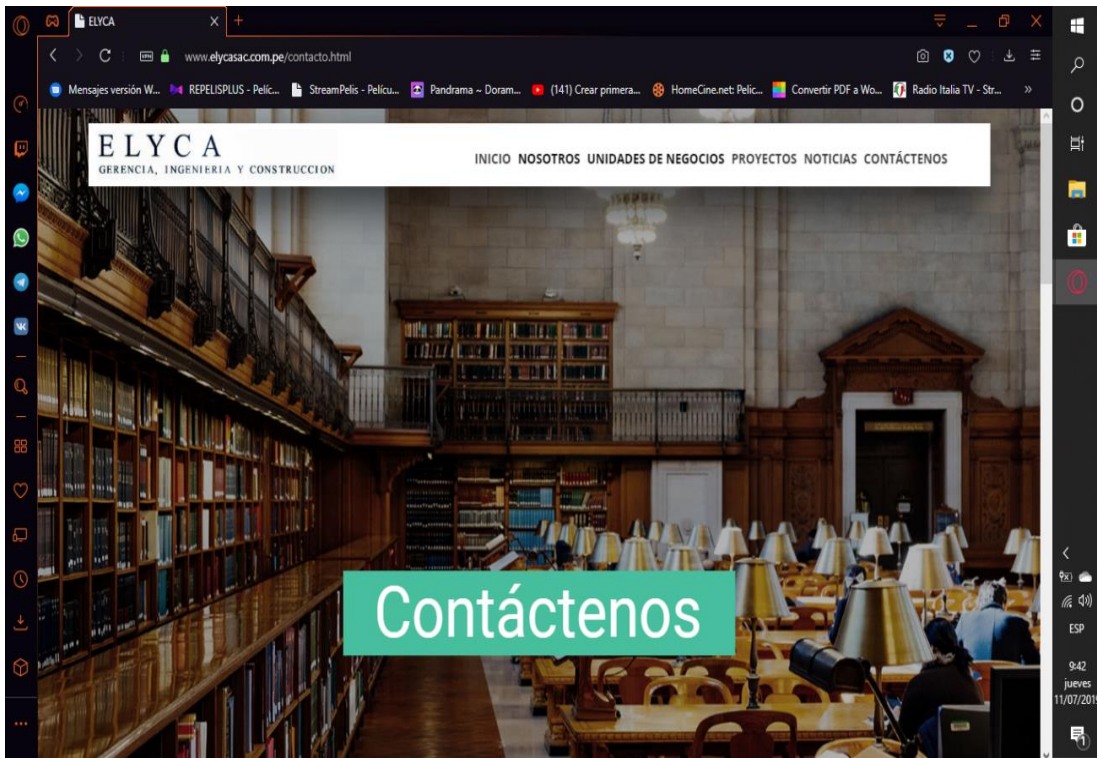 ELYCA
www.elycasac.com.pe/contacto.html
Mensajes versión W... REPELISPLUS - Pelíc... StreamPelis - Pelícu... Pandrama ~ Doram... (141) Crear primera... HomeCine.net: Pelic... Convertir PDF a Wo... Radio Italia TV - Str... »
ELYCA
GERENCIA, INGENIERIA Y CONSTRUCCION
INICIO NOSOTROS UNIDADES DE NEGOCIOS PROYECTOS NOTICIAS CONTÁCTENOS
Contáctenos
ESP
9:42
jueves
11/07/2019
1